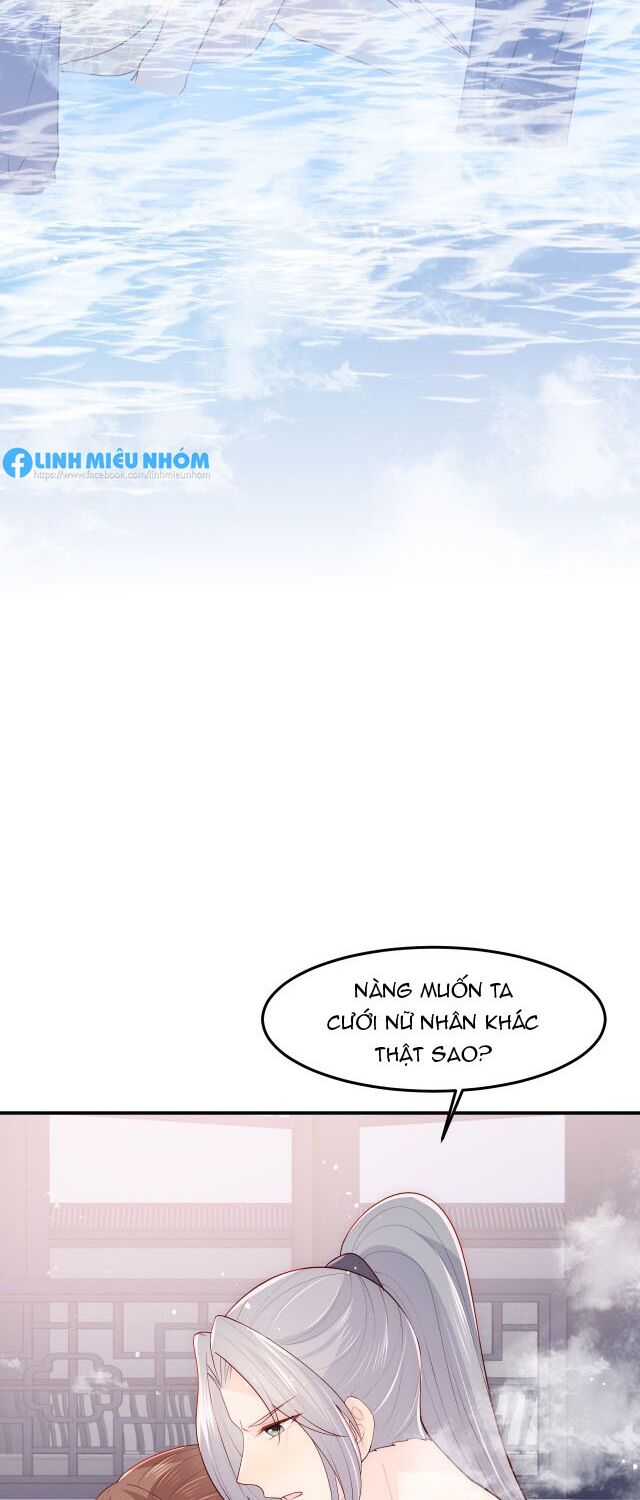 LINH MIÊU NHÓM
https://www.facebook.com/linhmieunhom
NÀNG MUỐN TA
CƯỚI NỮ NHÂN KHÁC
THẬT SAO?